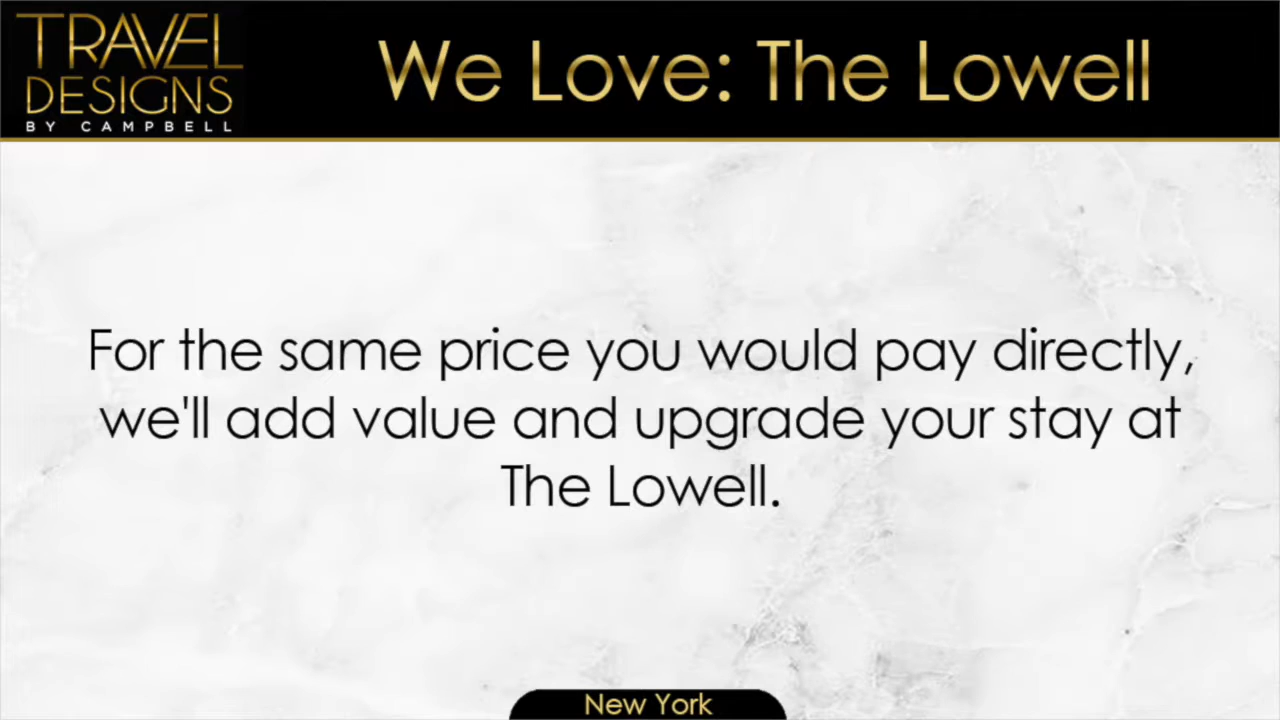 TRAVEL
DESIGNS
BY CAMPBELL
We Love: The Lowell
For the same price you would pay directly,
we'll add value and upgrade your stay at
The Lowell.
New York